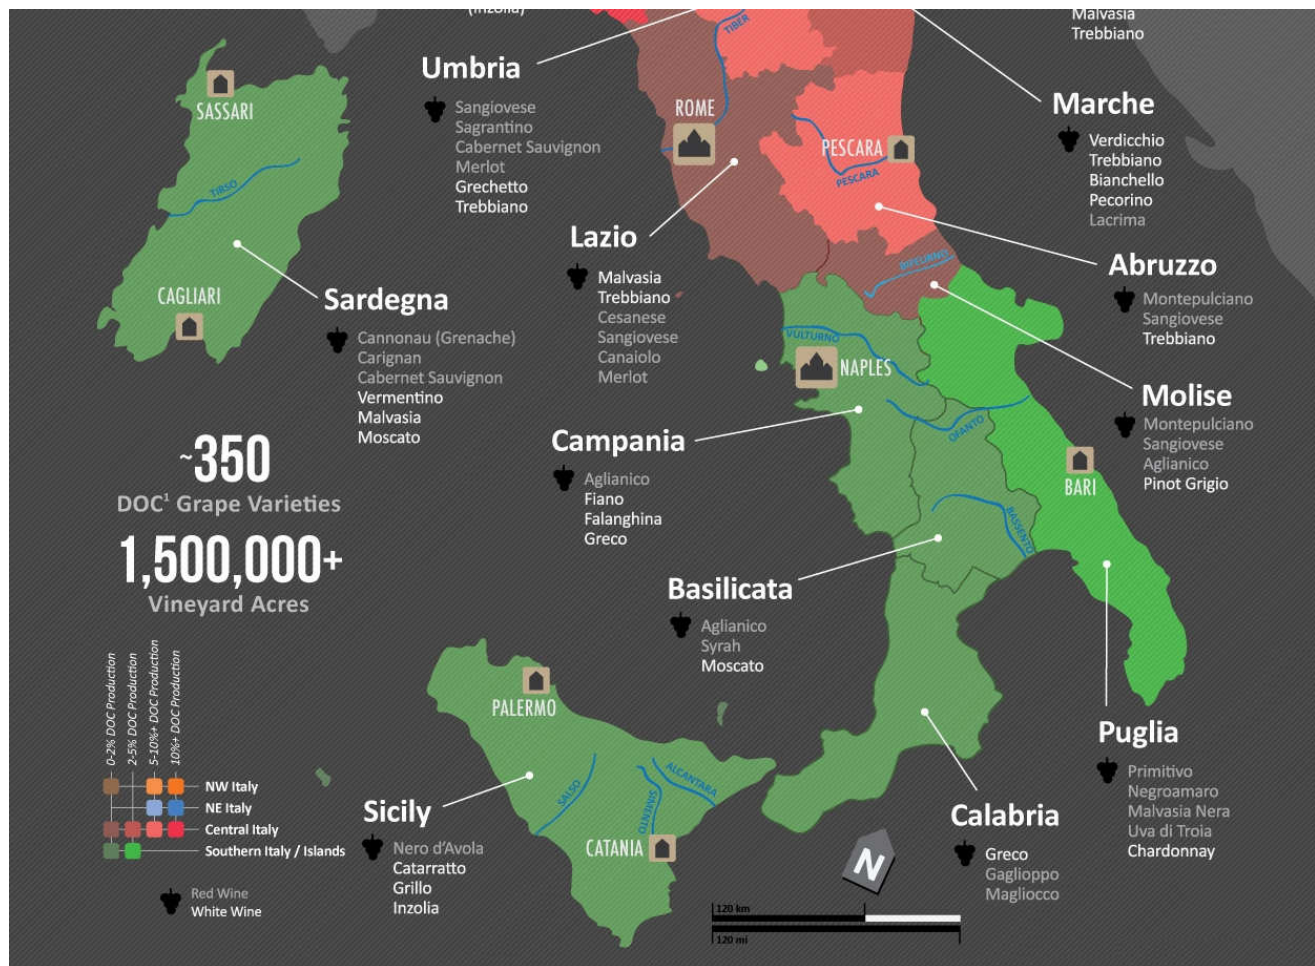 (Inzolia)
Umbria
Sangiovese
Sagrantino
Cabernet Sauvignon
Merlot
Grechetto
Trebbiano
Malvasia
Trebbiano
Marche
Verdicchio
Trebbiano
Bianchello
Pecorino
Lacrima
SASSARI
TIRSO
CAGLIARI
TIBER
ROME
PESCARA
PESCARA
Lazio
Malvasia
Trebbiano
Cesanese
Sangiovese
Canaiolo
Merlot
Abruzzo
Montepulciano
Sangiovese
Trebbiano
BIFEURNO
Sardegna
Cannonau (Grenache)
Carignan
Cabernet Sauvignon
Vermentino
Malvasia
Moscato
VULTURNO
NAPLES
Molise
Montepulciano
Sangiovese
Aglianico
Pinot Grigio
OFANTO
BARI
Campania
Aglianico
Fiano
Falanghina
Greco
~350
DOC¹ Grape Varieties
1,500,000+
Vineyard Acres
BASSENTO
Basilicata
Aglianico
Syrah
Moscato
PALERMO
SALSO
SIMENTO
ALCANTARA
CATANIA
Sicily
Nero d'Avola
Catarratto
Grillo
Inzolia
Puglia
Primitivo
Negroamaro
Malvasia Nera
Uva di Troia
Chardonnay
Calabria
Greco
Gaglioppo
Magliocco
0-2% DOC Production
2-5% DOC Production
5-10%+ DOC Production
10%+ DOC Production
NW Italy
NE Italy
Central Italy
Southern Italy / Islands
Red Wine
White Wine
N
120 km
120 mi